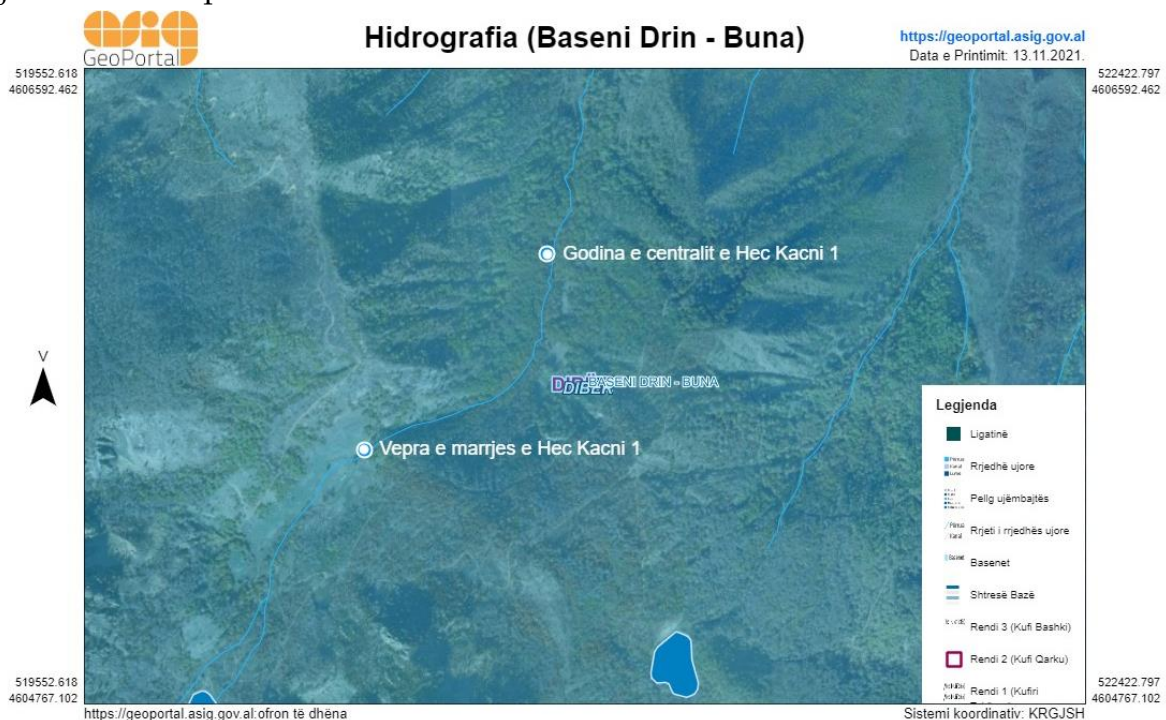 asig
GeoPortal
Hidrografia (Baseni Drin - Buna)
https://geoportal.asig.gov.al
Data e Printimit: 13.11.2021.
519552.618
4606592.462
522422.797
4606592.462
Godina e centralit e Hec Kacni 1
DIBËR
BASENI DRIN - BUNA
V
Vepra e marrjes e Hec Kacni 1
Legjenda
Ligatinë
Rrjedhë ujore
Pellg ujëmbajtës
Rrjeti i rrjedhës ujore
Basenet
Shtresë Bazë
Rendi 3 (Kufi Bashki)
Rendi 2 (Kufi Qarku)
Rendi 1 (Kufiri
519552.618
4604767.102
522422.797
4604767.102
https://geoportal.asig.gov.al:ofron të dhëna
Sistemi koordinativ: KRGJSH